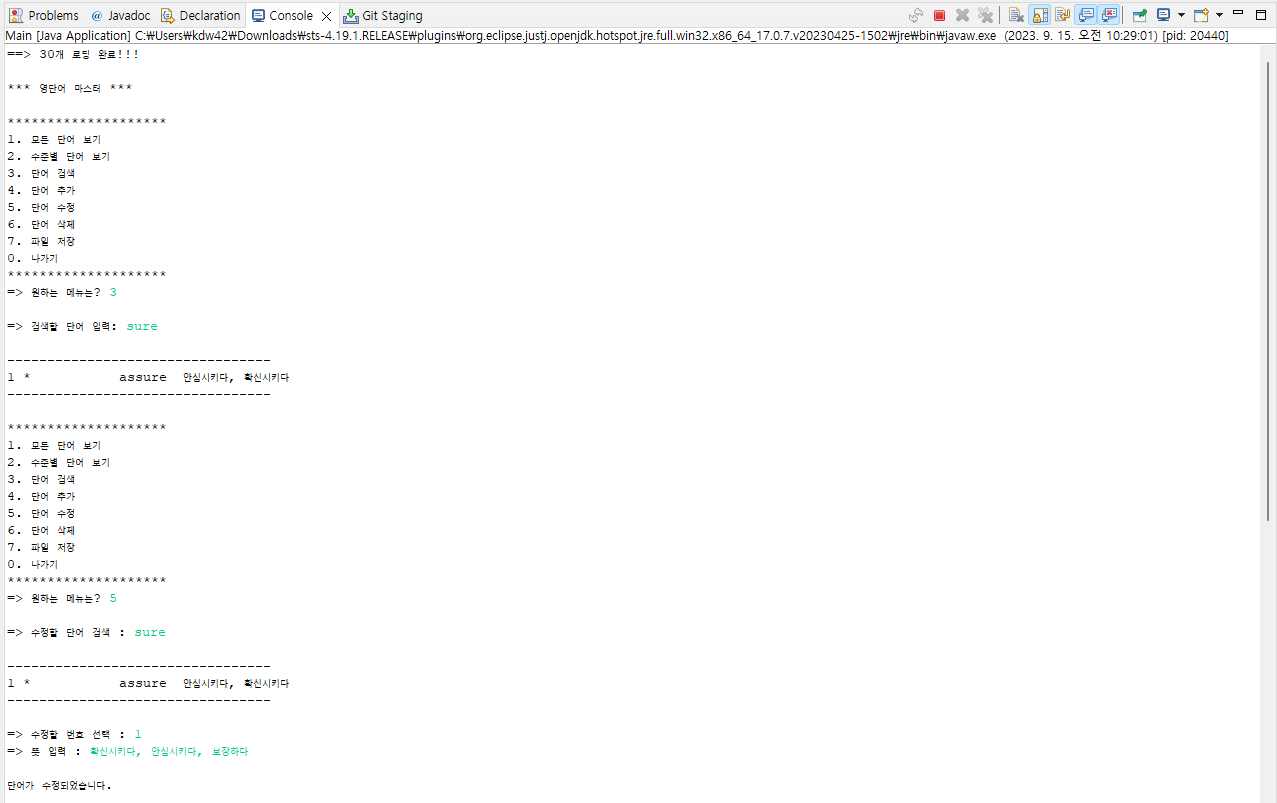 Problems @ Javadoc Declaration Console Git Staging
Main [Java Application] C:₩Users₩kdw42₩Downloads₩sts-4.19.1.RELEASE₩plugins₩org.eclipse.justj.openjdk.hotspot.jre.full.win32.x86_64_17.0.7.v20230425-1502₩jre₩bin₩javaw.exe (2023. 9. 15. 오전 10:29:01) [pid: 20440]
==> 30개 로딩 완료!!!
*** 영단어 마스터 ***
********************
1. 모든 단어 보기
2. 수준별 단어 보기
3. 단어 검색
4. 단어 추가
5. 단어 수정
6. 단어 삭제
7. 파일 저장
0. 나가기
********************
=> 원하는 메뉴는? 3
=> 검색할 단어 입력: sure
---------------------------------
1 * assure 안심시키다, 확신시키다
---------------------------------
********************
1. 모든 단어 보기
2. 수준별 단어 보기
3. 단어 검색
4. 단어 추가
5. 단어 수정
6. 단어 삭제
7. 파일 저장
0. 나가기
********************
=> 원하는 메뉴는? 5
=> 수정할 단어 검색 : sure
---------------------------------
1 * assure 안심시키다, 확신시키다
---------------------------------
=> 수정할 번호 선택 : 1
=> 뜻 입력 : 확신시키다, 안심시키다, 보장하다
단어가 수정되었습니다.